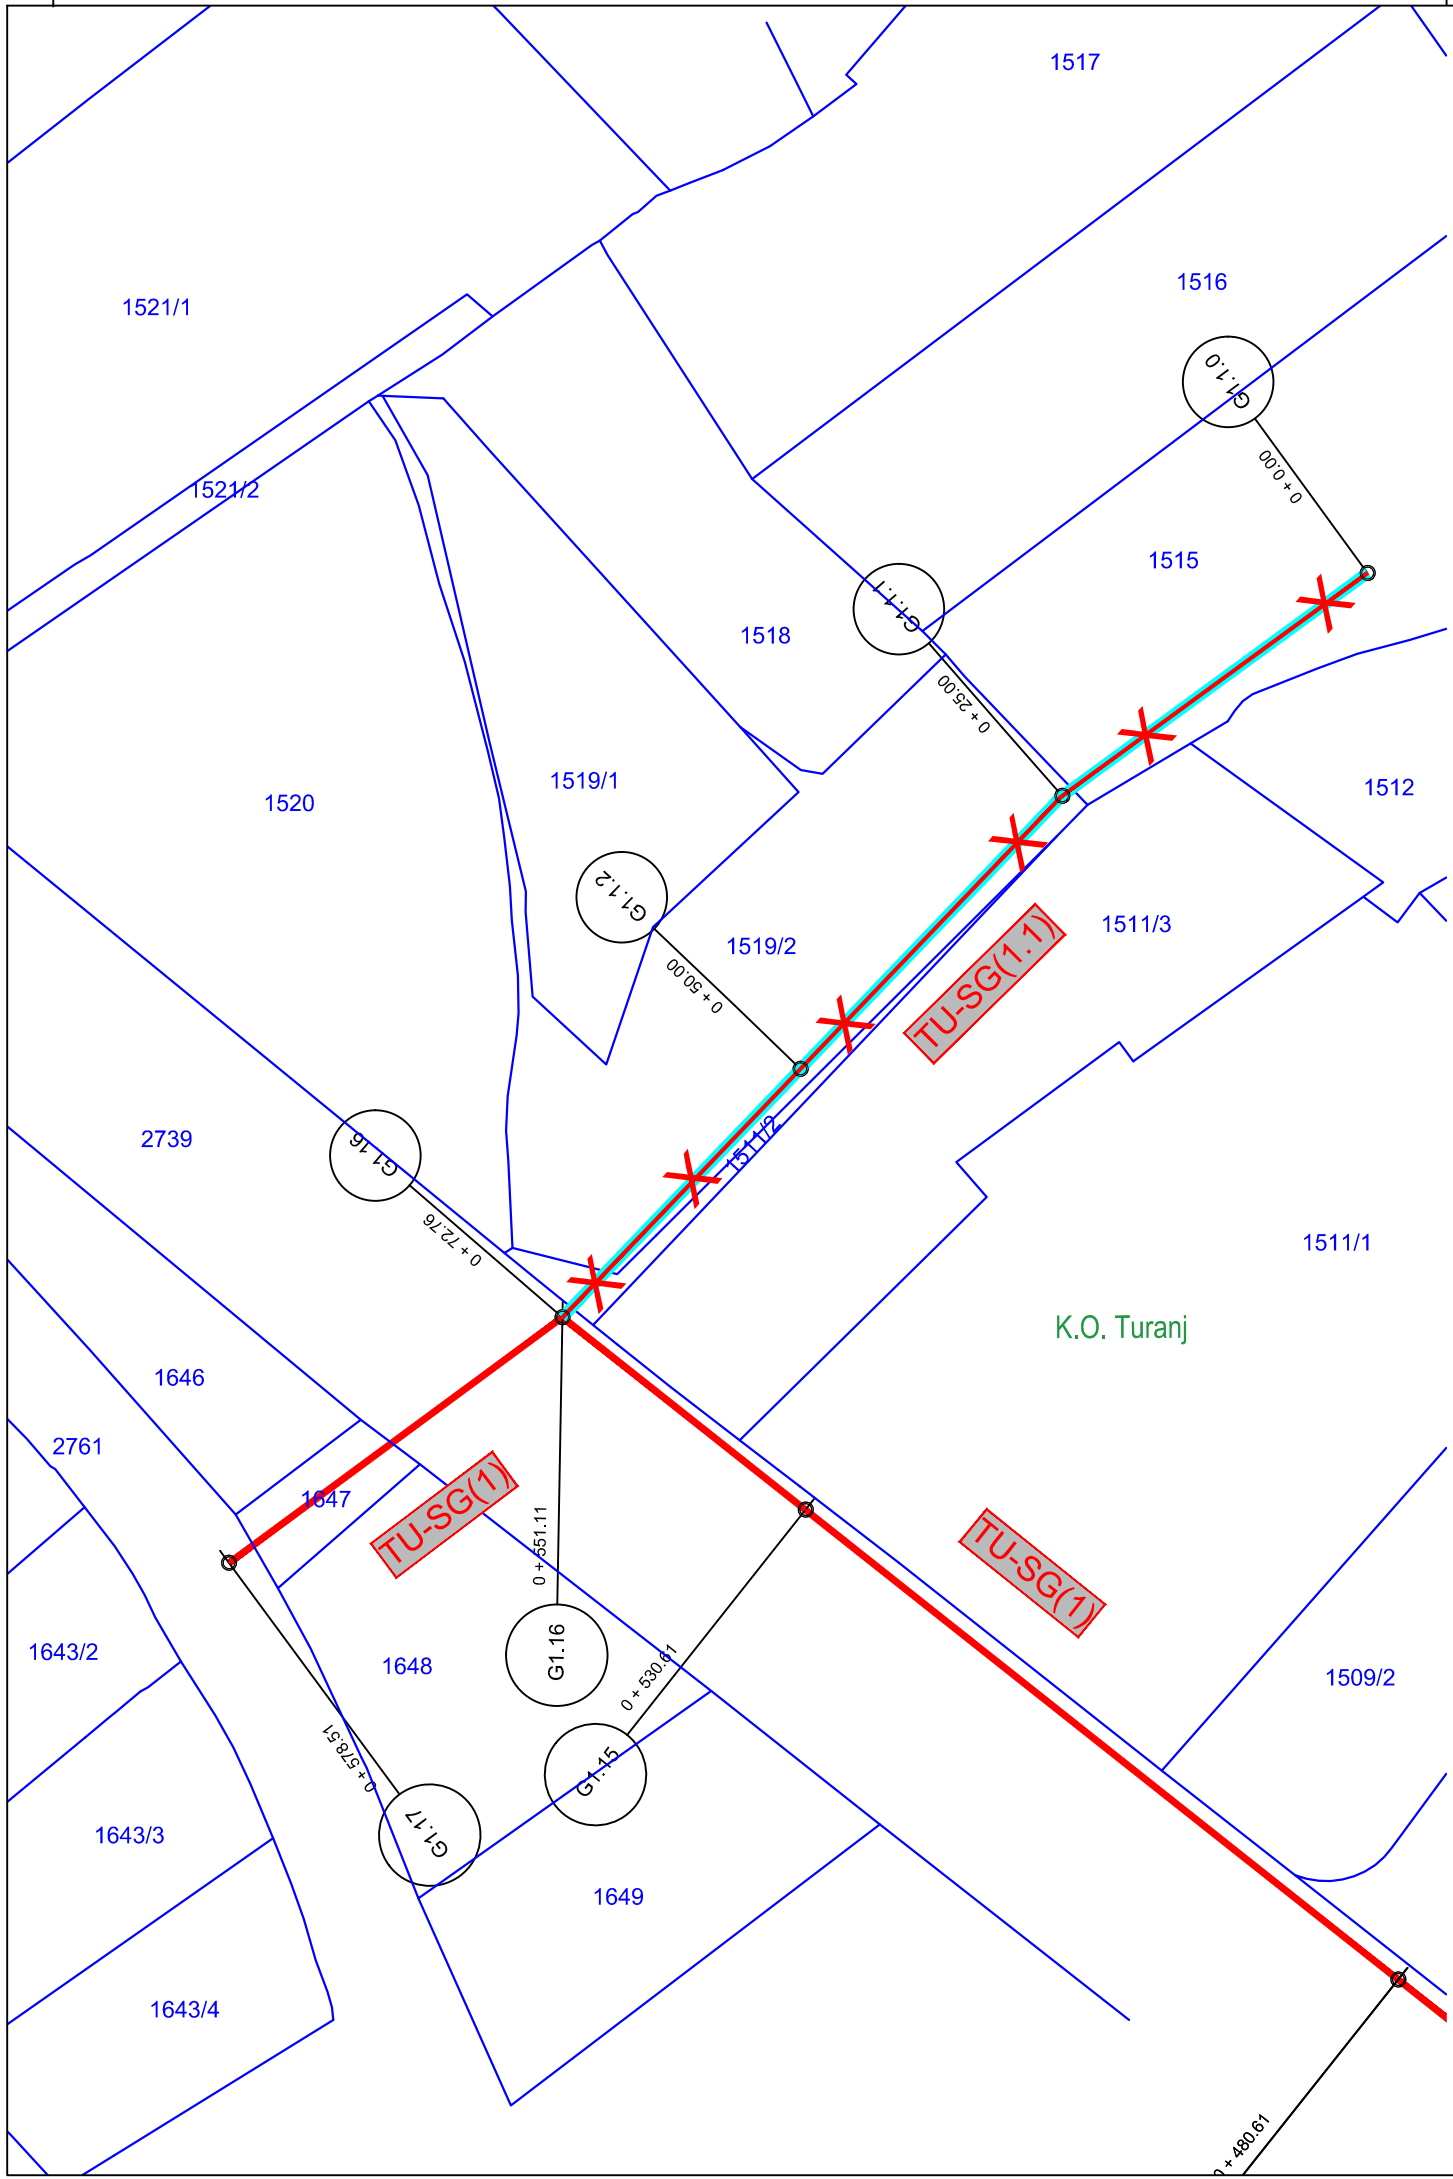 1517
1516
1521/1
G1.1.0
0 + 0.00
1521/2
1515
G1.1.1
1518
0 + 25.00
1519/1
1512
1520
G1.1.2
1511/3
1519/2
TU-SG(1.1)
0 + 50.00
2739
1511/2
G1.16
0 + 72.76
1511/1
K.O. Turanj
1646
2761
1647
TU-SG(1)
0 + 551.11
TU-SG(1)
1643/2
G1.16
1648
0 + 530.61
1509/2
0 + 578.51
G1.15
1643/3
G1.17
1649
1643/4
0 + 480.61